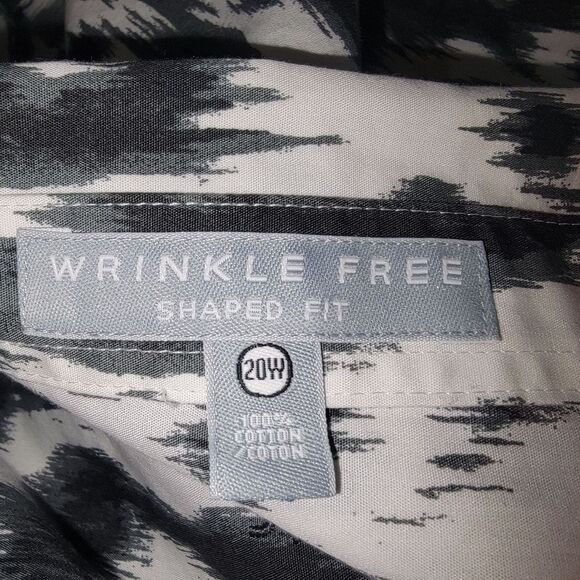 WRINKLE FREE
SHAPED FIT
20W
100%
COTTON
/COTON